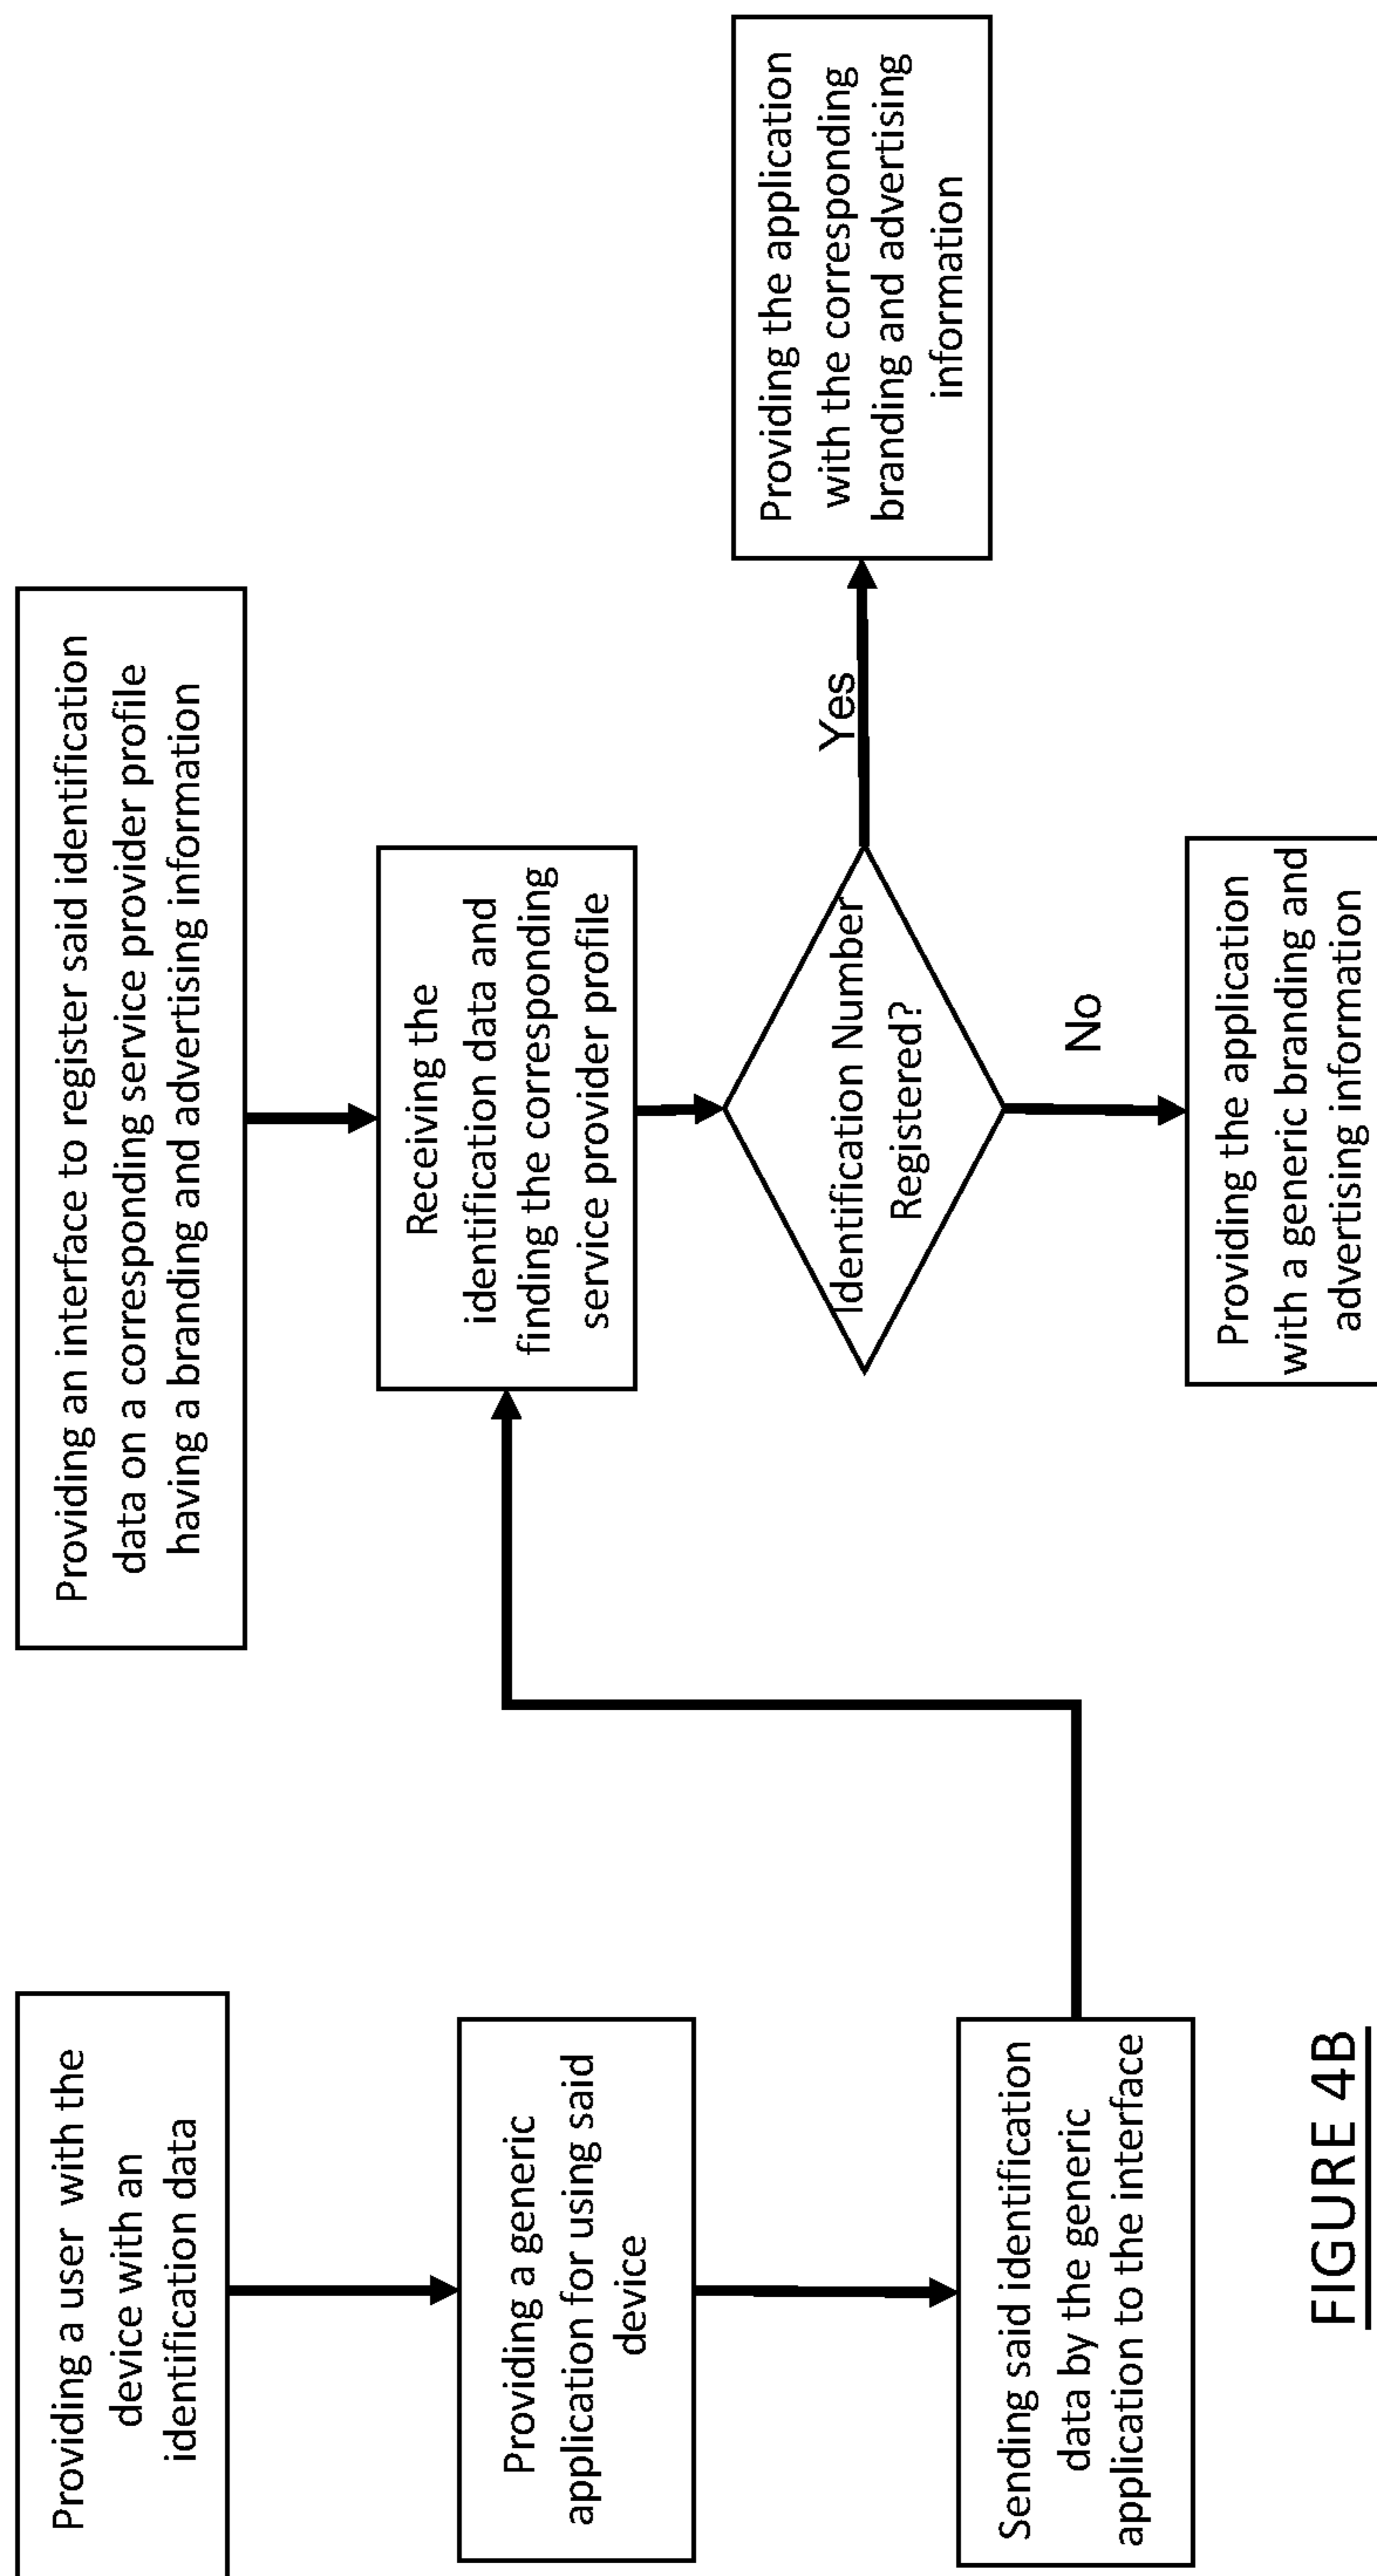 Providing a user with the
device with an
identification data
Providing a generic
application for using said
device
Sending said identification
data by the generic
application to the interface
Providing an interface to register said identification
data on a corresponding service provider profile
having a branding and advertising information
Receiving the
identification data and
finding the corresponding
service provider profile
Identification Number
Registered?
Yes
No
Providing the application
with the corresponding
branding and advertising
information
Providing the application
with a generic branding and
advertising information
FIGURE 4B